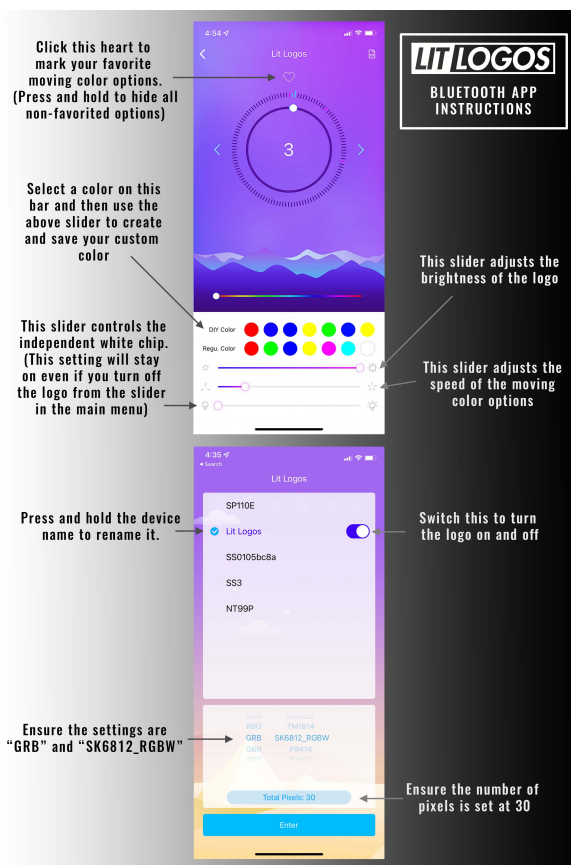 Click this heart to
mark your favorite
moving color options.
(Press and hold to hide all
non-favorited options)
Select a color on this
bar and then use the
above slider to create
and save your custom
color
This slider controls the
independent white chip.
(This setting will stay
on even if you turn off
the logo from the slider
in the main menu)
4:54
Lit Logos
3
DIY Color
Regu. Color
LIT LOGOS
BLUETOOTH APP
INSTRUCTIONS
This slider adjusts the
brightness of the logo
This slider adjusts the
speed of the moving
color options
Press and hold the device
name to rename it.
Ensure the settings are
“GRB” and “SK6812_RGBW”
4:35
Search
Lit Logos
SP110E
Lit Logos
SS0105bc8a
SS3
NT99P
RBG TM1814
GRB SK6812_RGBW
GBR P9414
Total Pixels: 30
Enter
Switch this to turn
the logo on and off
Ensure the number of
pixels is set at 30